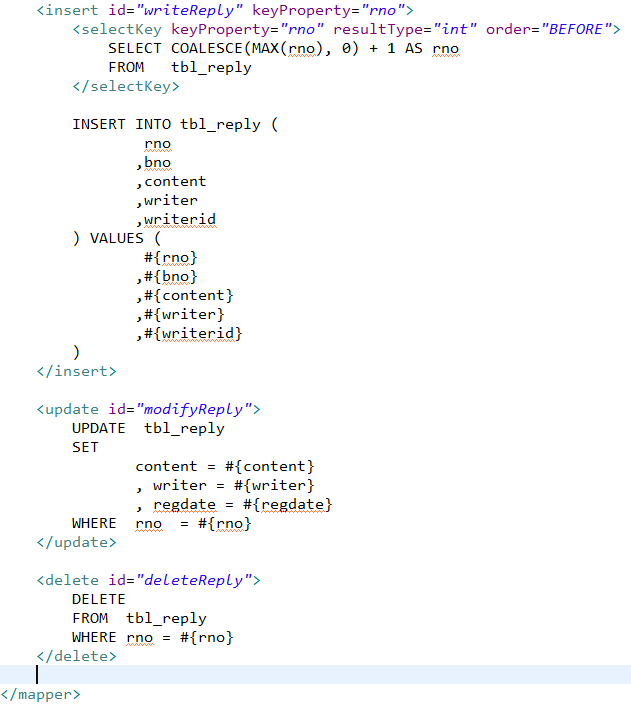 <insert id="writeReply" keyProperty="rno">
<selectKey keyProperty="rno" resultType="int" order="BEFORE">
SELECT COALESCE(MAX(rno), 0) + 1 AS rno
FROM tbl_reply
</selectKey>
INSERT INTO tbl_reply (
rno
,bno
,content
,writer
,writerid
) VALUES (
#{rno}
,#{bno}
,#{content}
,#{writer}
,#{writerid}
)
</insert>
<update id="modifyReply">
UPDATE tbl_reply
SET
content = #{content}
, writer = #{writer}
, regdate = #{regdate}
WHERE rno = #{rno}
</update>
<delete id="deleteReply">
DELETE
FROM tbl_reply
WHERE rno = #{rno}
</delete>
</mapper>